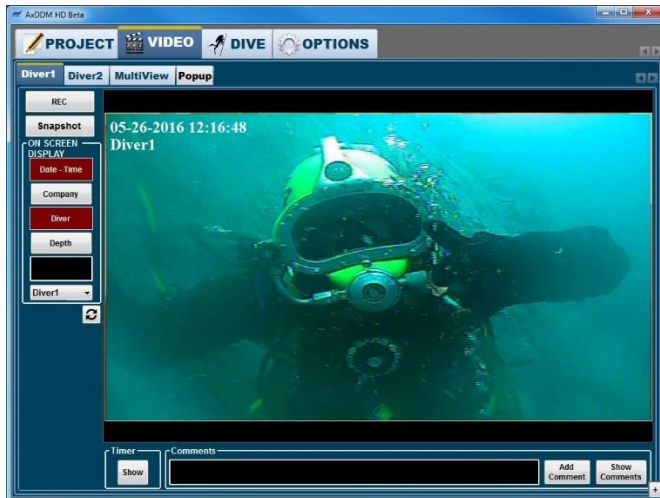 AxDDM HD Beta
PROJECT VIDEO DIVE OPTIONS
Diver1 Diver2 MultiView Popup
REC
Snapshot
ON SCREEN
DISPLAY
Date - Time
Company
Diver
Depth
Diver1
05-26-2016 12:16:48
Diver1
Timer
Show
Comments
Add
Comment
Show
Comments